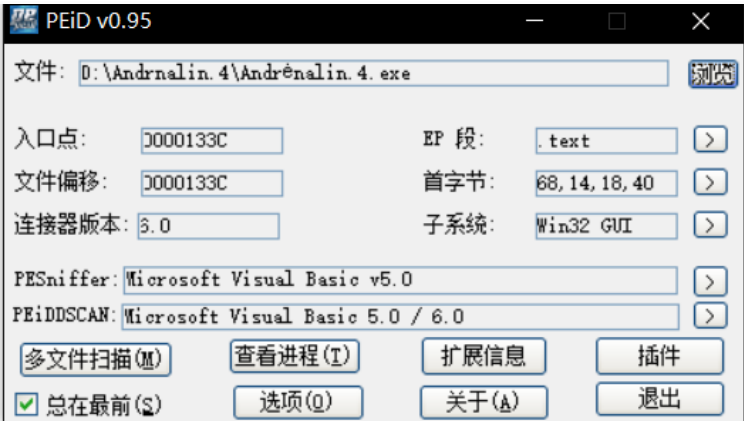 PEiD v0.95
文件: D:\Andrnalin.4\Andrénalin.4.exe 浏览
入口点: 0000133C EP 段: .text >
文件偏移: 0000133C 首字节: 68,14,18,40 >
连接器版本: 6.0 子系统: Win32 GUI >
PESniffer: Microsoft Visual Basic v5.0 >
PEiDDSCAN: Microsoft Visual Basic 5.0 / 6.0 >
多文件扫描(M) 查看进程(T) 扩展信息 插件
总在最前(S) 选项(O) 关于(A) 退出